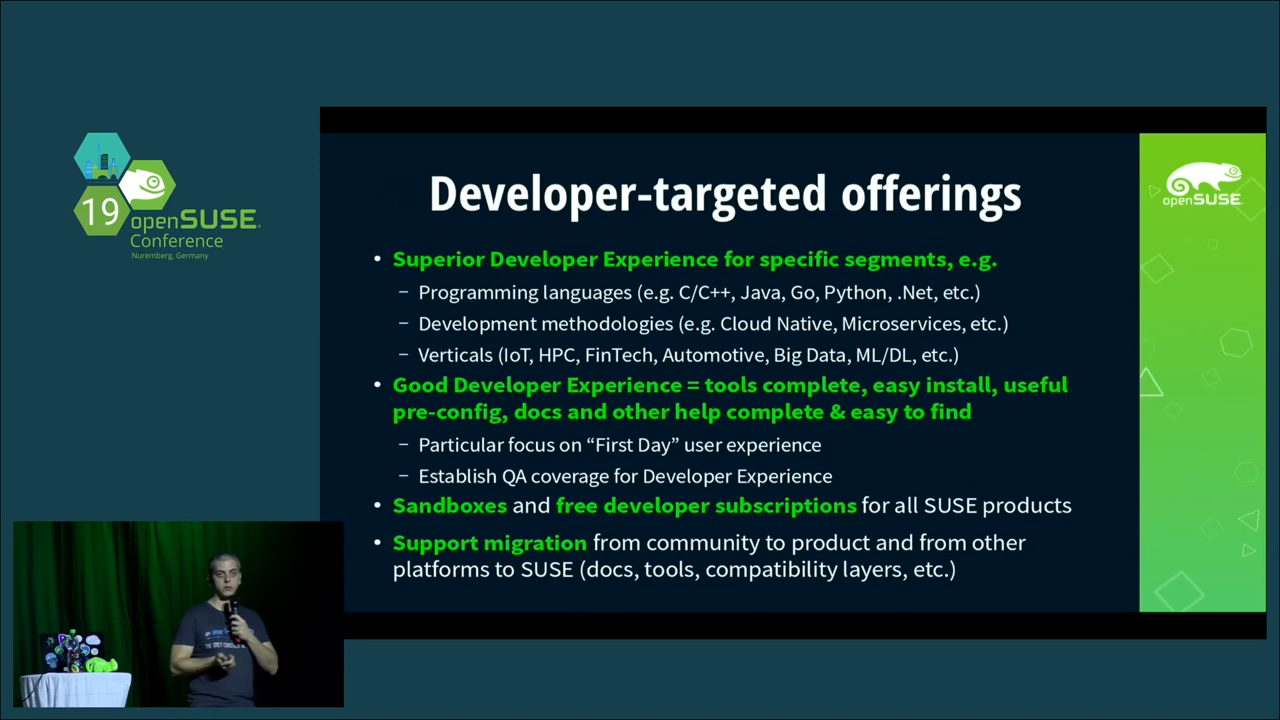 19
openSUSE
Conference
Nuremberg, Germany
Developer-targeted offerings
openSUSE
• Superior Developer Experience for specific segments, e.g.
– Programming languages (e.g. C/C++, Java, Go, Python, .Net, etc.)
– Development methodologies (e.g. Cloud Native, Microservices, etc.)
– Verticals (IoT, HPC, FinTech, Automotive, Big Data, ML/DL, etc.)
• Good Developer Experience = tools complete, easy install, useful
pre-config, docs and other help complete & easy to find
– Particular focus on “First Day” user experience
– Establish QA coverage for Developer Experience
• Sandboxes and free developer subscriptions for all SUSE products
• Support migration from community to product and from other
platforms to SUSE (docs, tools, compatibility layers, etc.)